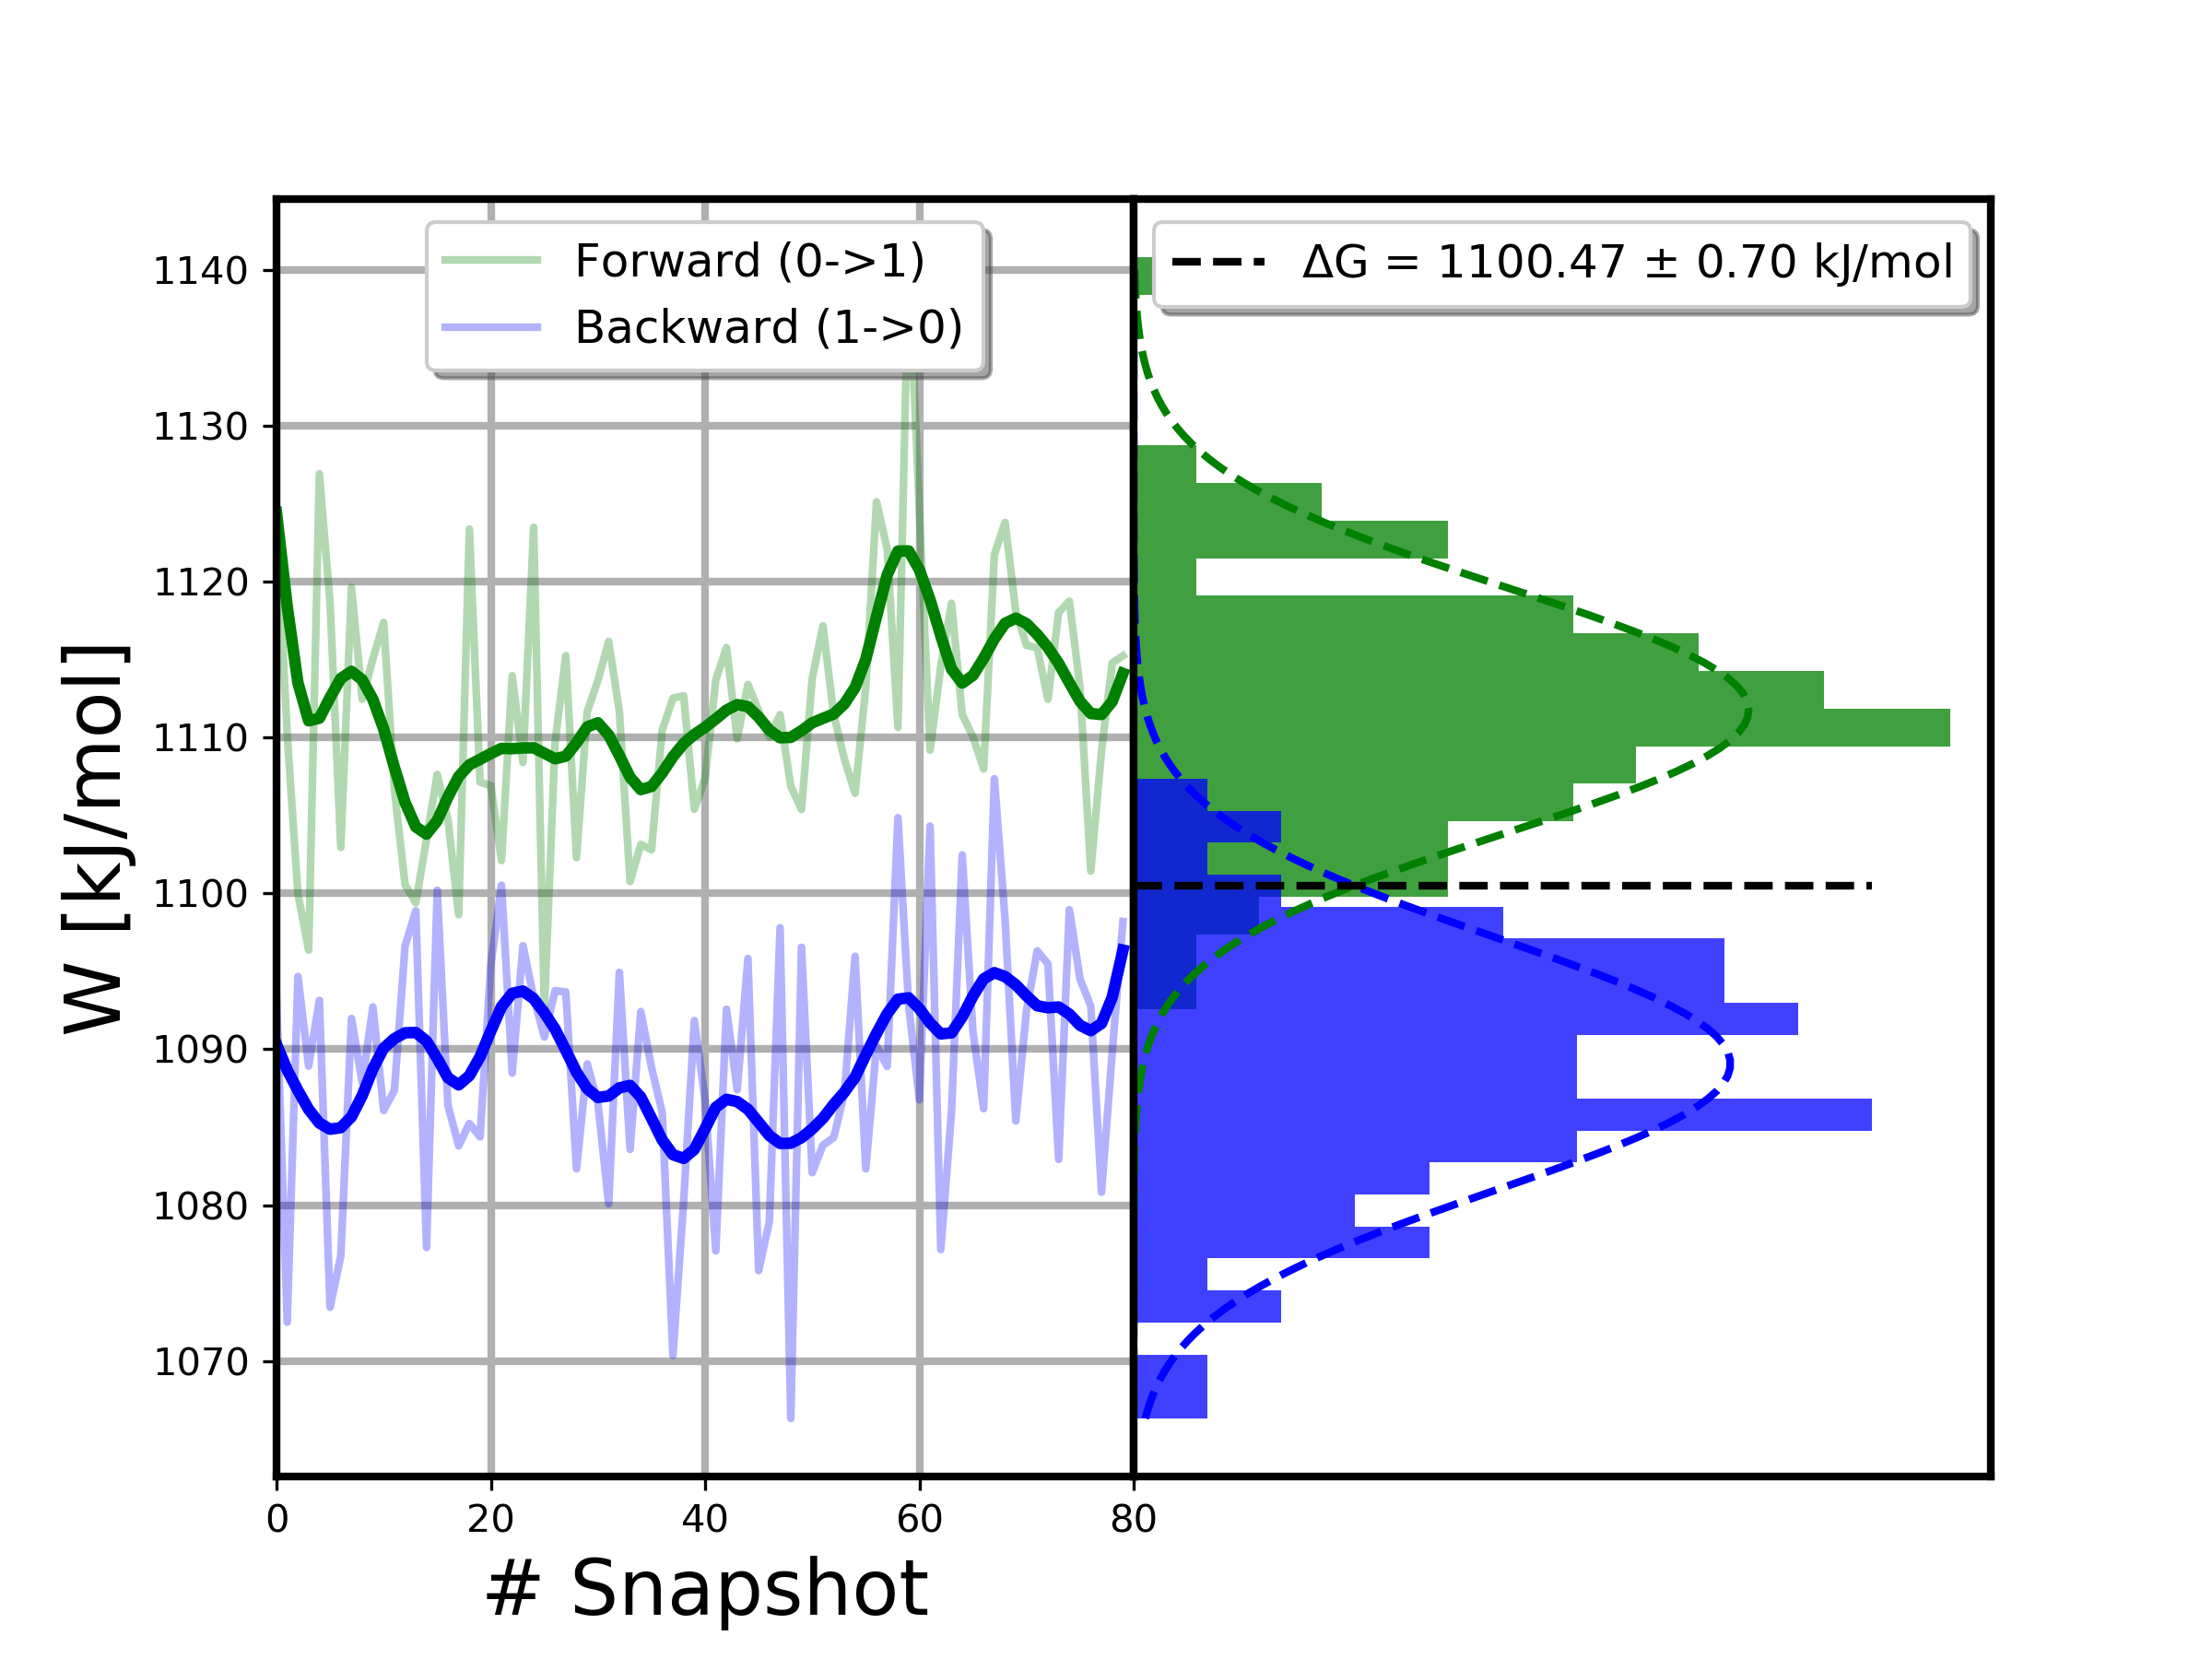 Forward (0->1)
Backward (1->0)
ΔG = 1100.47 ± 0.70 kJ/mol
W [kJ/mol]
1140
1130
1120
1110
1100
1090
1080
1070
0 20 40 60 80
# Snapshot